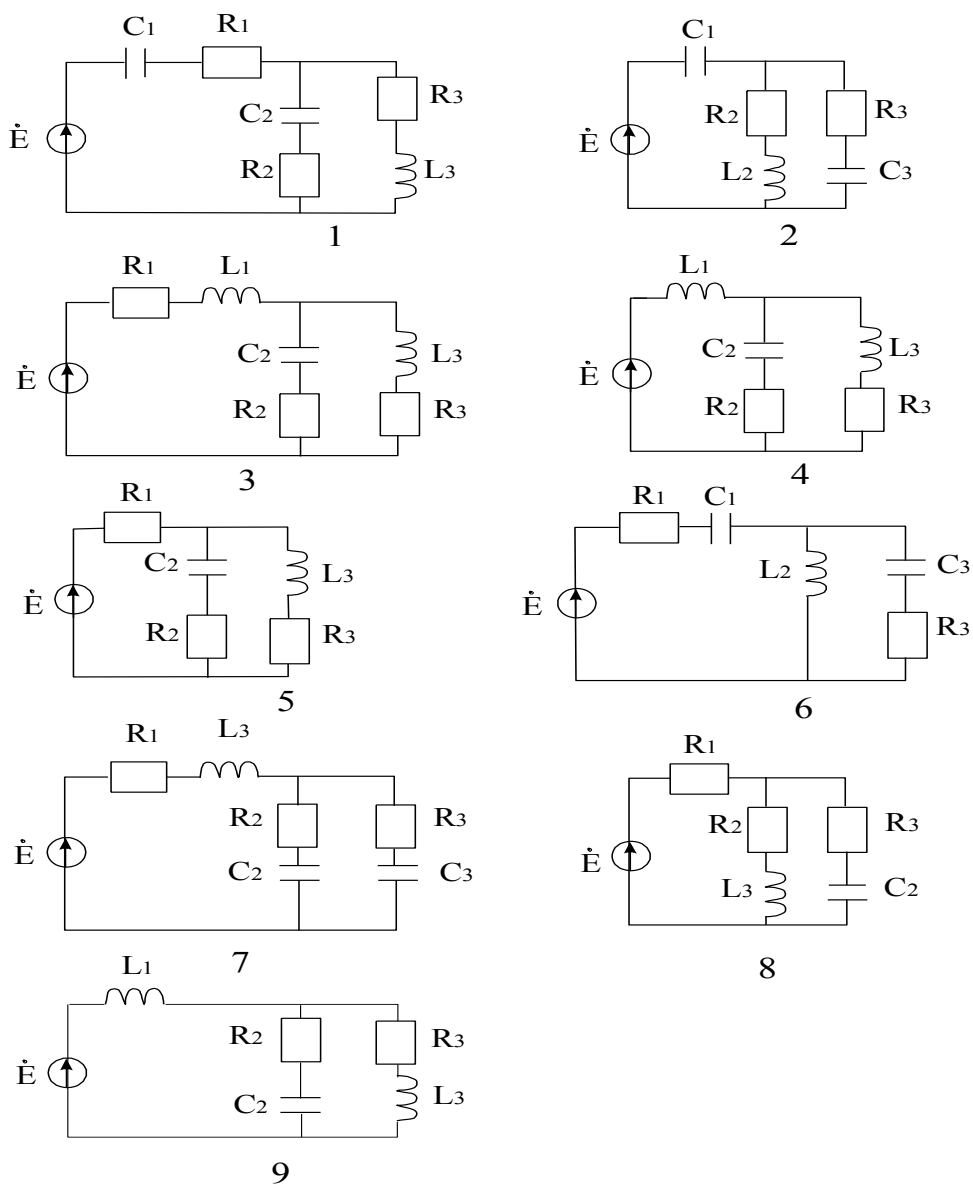 C1 R1
R3
C2
Ė
R2 L3
1
C1
R2 R3
Ė
L2 C3
2
R1 L1
C2 L3
Ė
R2 R3
3
L1
C2 L3
Ė
R2 R3
4
R1
C2 L3
Ė
R2 R3
5
R1 C1
L2 C3
Ė
R3
6
R1 L3
R2 R3
Ė
C2 C3
7
R1
R2 R3
Ė
L3 C2
8
L1
R2 R3
Ė
C2 L3
9